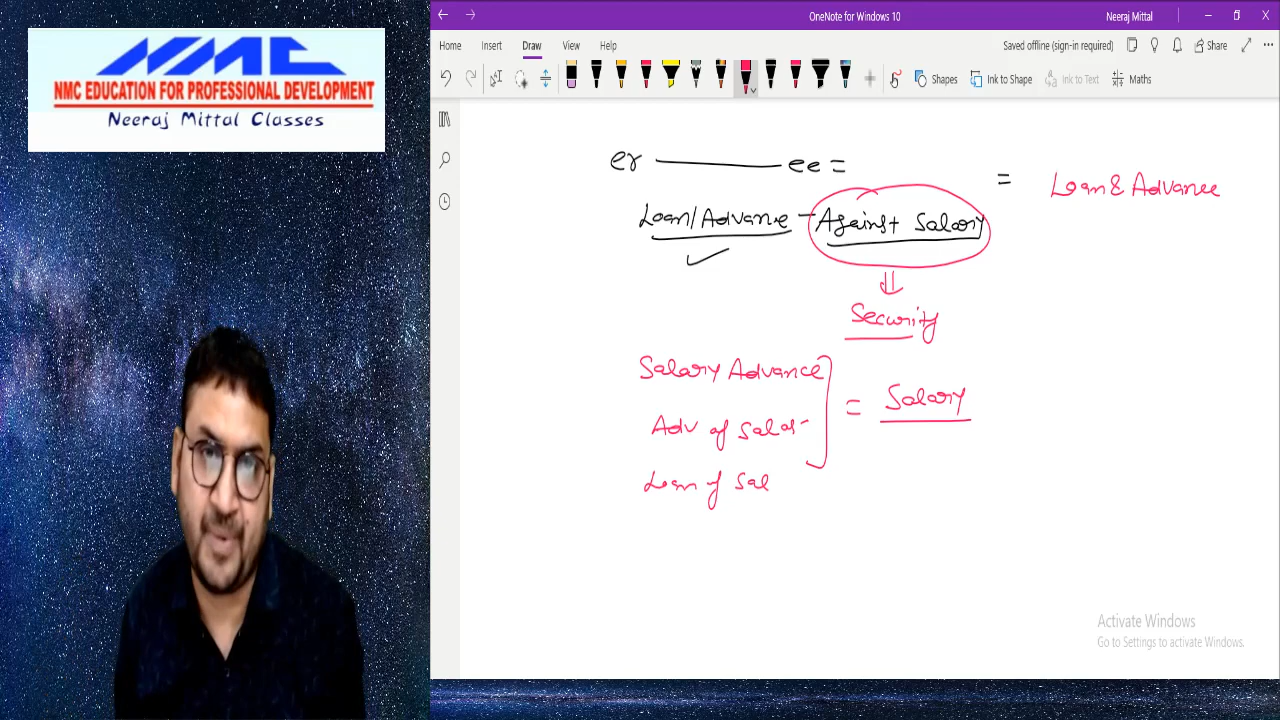 NMC
NMC EDUCATION FOR PROFESSIONAL DEVELOPMENT
Neeraj Mittal Classes
OneNote for Windows 10
Neeraj Mittal
Home Insert Draw View Help
Saved offline (sign-in required)
Share
Shapes
Ink to Shape
Ink to Text
Maths
er ee =
= Loan & Advance
Loan/Advance - Against Salary
Security
Salary Advance
Adv of Salar
= Salary
Loan of Sal
Activate Windows
Go to Settings to activate Windows.